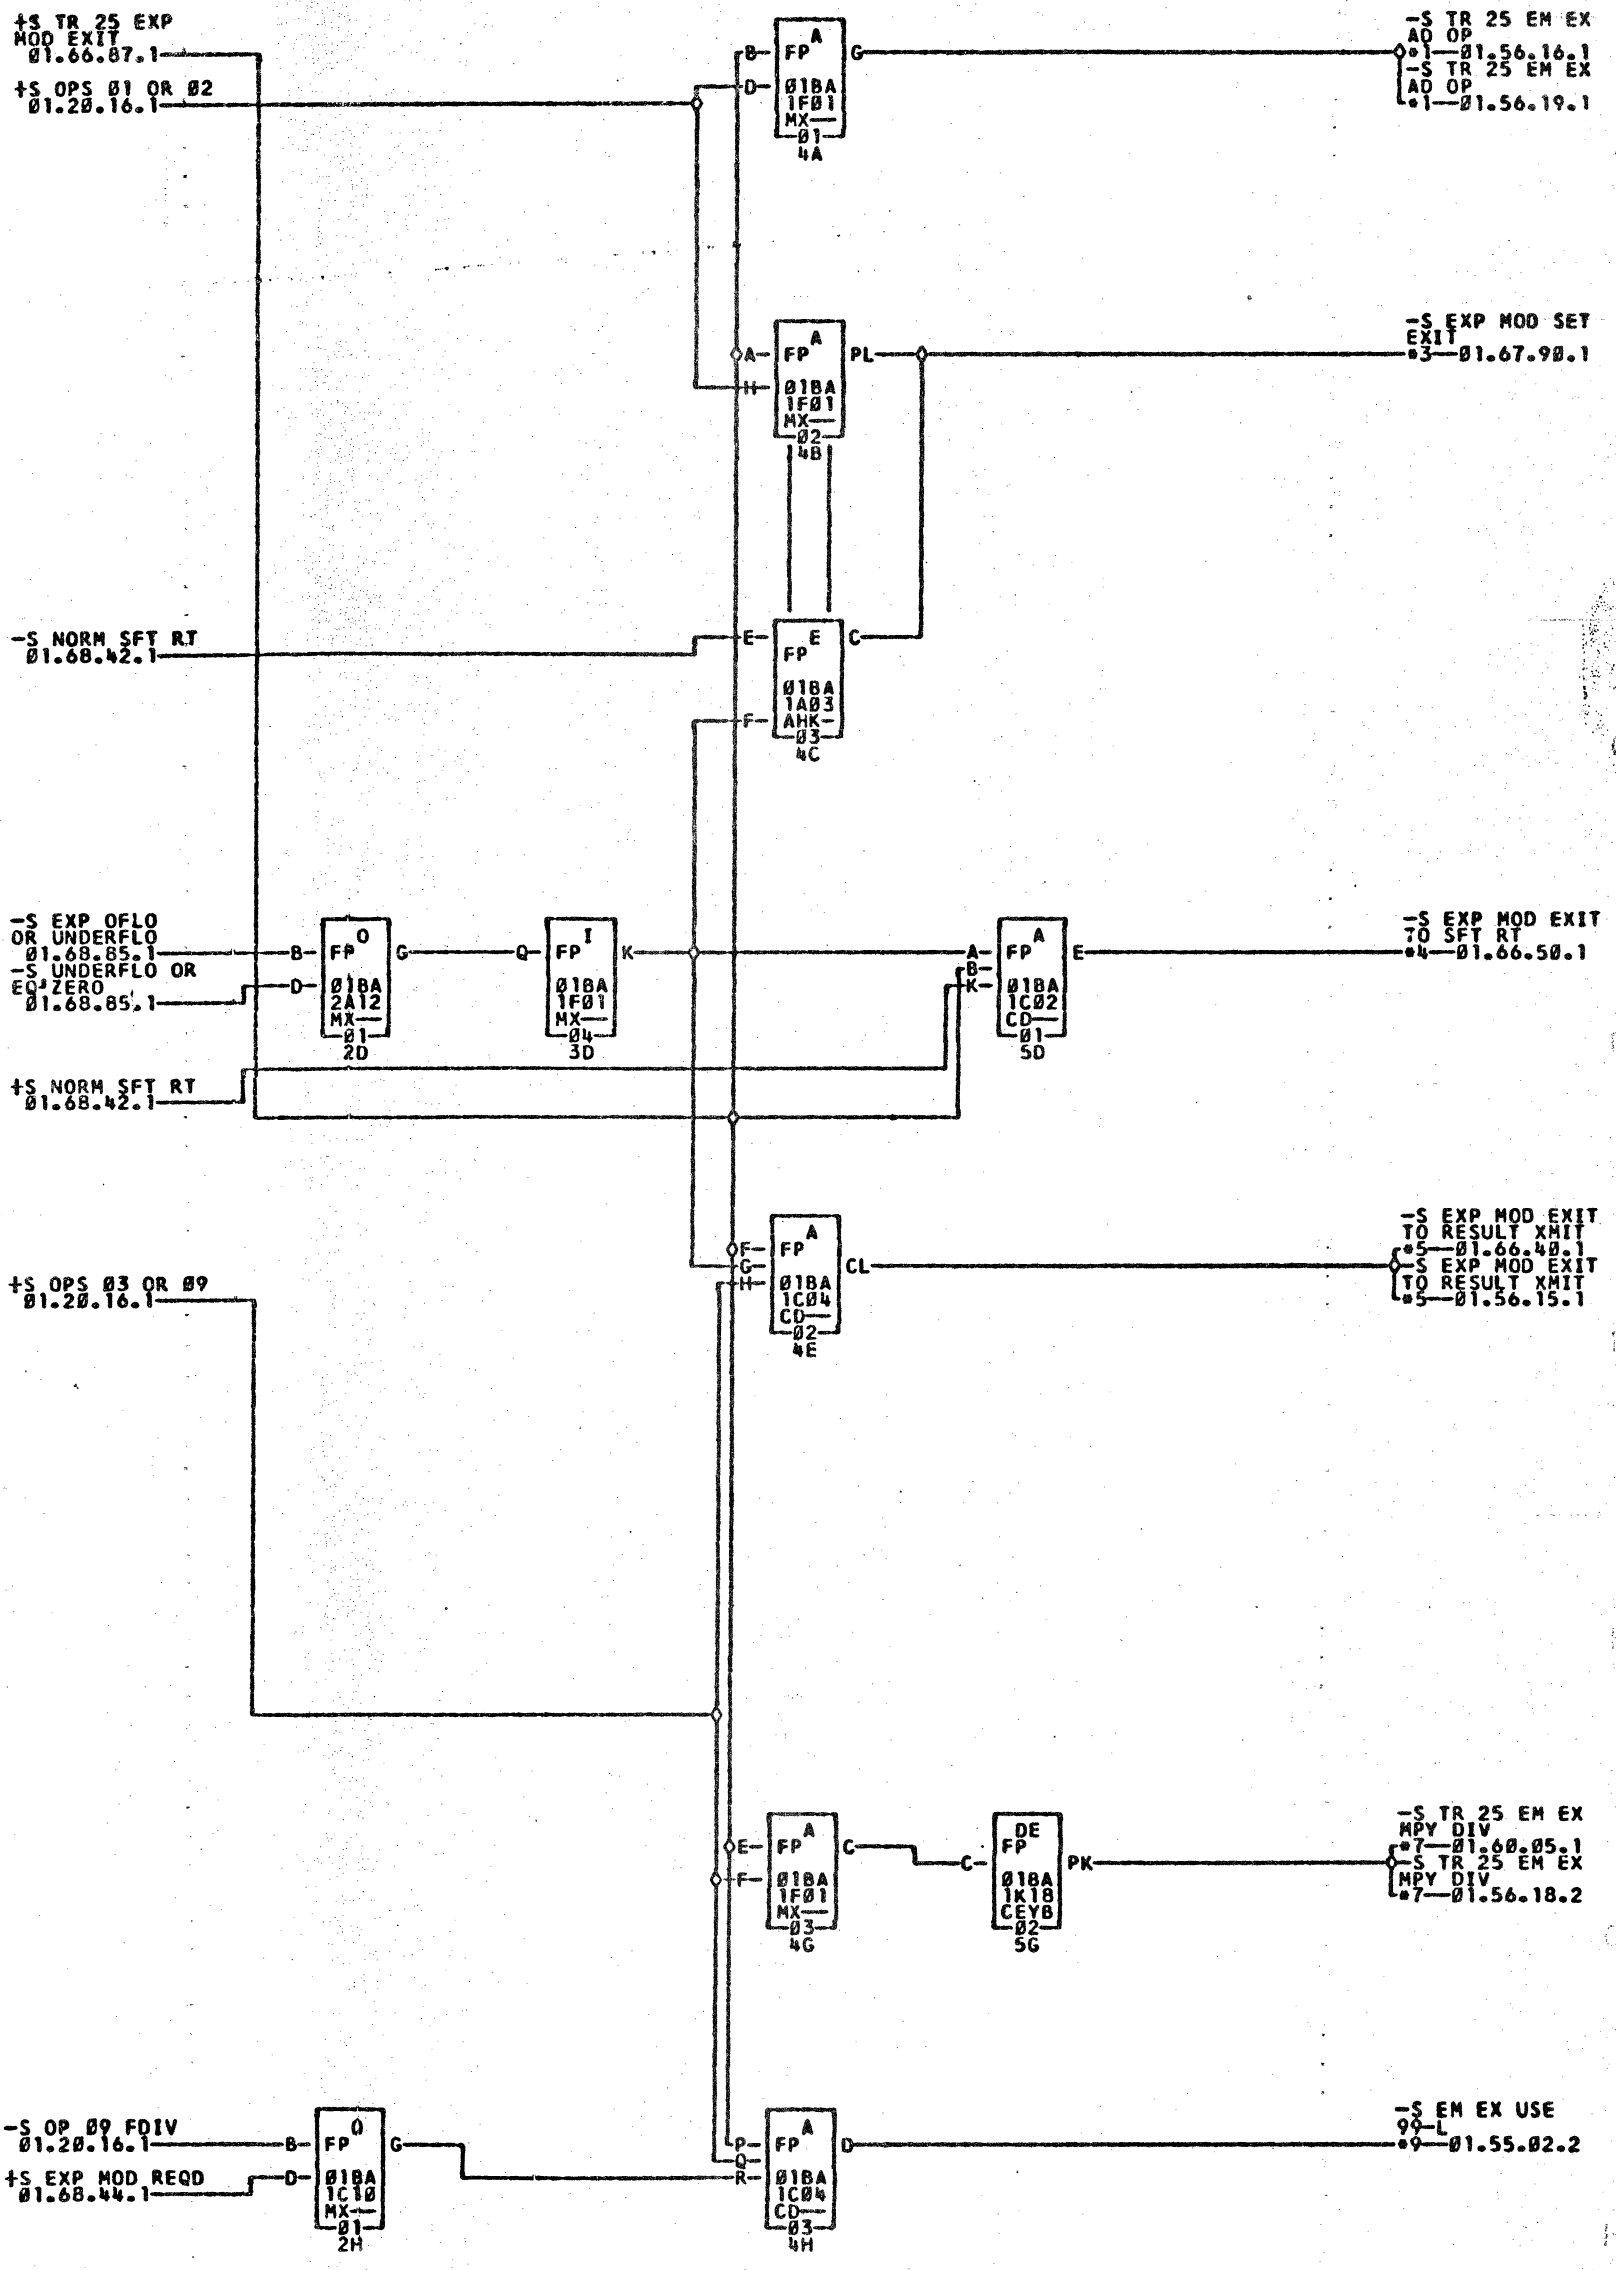 +S TR 25 EXP
MOD EXIT
01.66.87.1
+S OPS 01 OR 02
01.20.16.1
B
D
A
FP
01BA
1F01
MX
01
4A
G
-S TR 25 EM EX
AD OP
*1—01.56.16.1
-S TR 25 EM EX
AD OP
*1—01.56.19.1
A
H
A
FP
01BA
1F01
MX
02
4B
PL
-S EXP MOD SET
EXIT
*3—01.67.90.1
-S NORM SFT RT
01.68.42.1
E
F
E
FP
01BA
1A03
AHK-
03
4C
C
-S EXP OFLO
OR UNDERFLO
01.68.85.1
-S UNDERFLO OR
EQ ZERO
01.68.85.1
B
D
O
FP
01BA
2A12
MX
01
2D
G
Q
I
FP
01BA
1F01
MX
04
3D
K
A
B
K
A
FP
01BA
1C02
CD
01
5D
E
-S EXP MOD EXIT
TO SFT RT
*4—01.66.50.1
+S NORM SFT RT
01.68.42.1
+S OPS 03 OR 09
01.20.16.1
F
G
H
A
FP
01BA
1C04
CD
02
4E
CL
-S EXP MOD EXIT
TO RESULT XMIT
*5—01.66.40.1
-S EXP MOD EXIT
TO RESULT XMIT
*5—01.56.15.1
E
F
A
FP
01BA
1F01
MX
03
4G
C
C
DE
FP
01BA
1K18
CEYB
02
5G
PK
-S TR 25 EM EX
MPY DIV
*7—01.60.05.1
-S TR 25 EM EX
MPY DIV
*7—01.56.18.2
-S OP 09 FDIV
01.20.16.1
+S EXP MOD REQD
01.68.44.1
B
D
O
FP
01BA
1C10
MX
01
2H
G
P
Q
R
A
FP
01BA
1C04
CD
03
4H
D
-S EM EX USE
99-L
*9—01.55.02.2